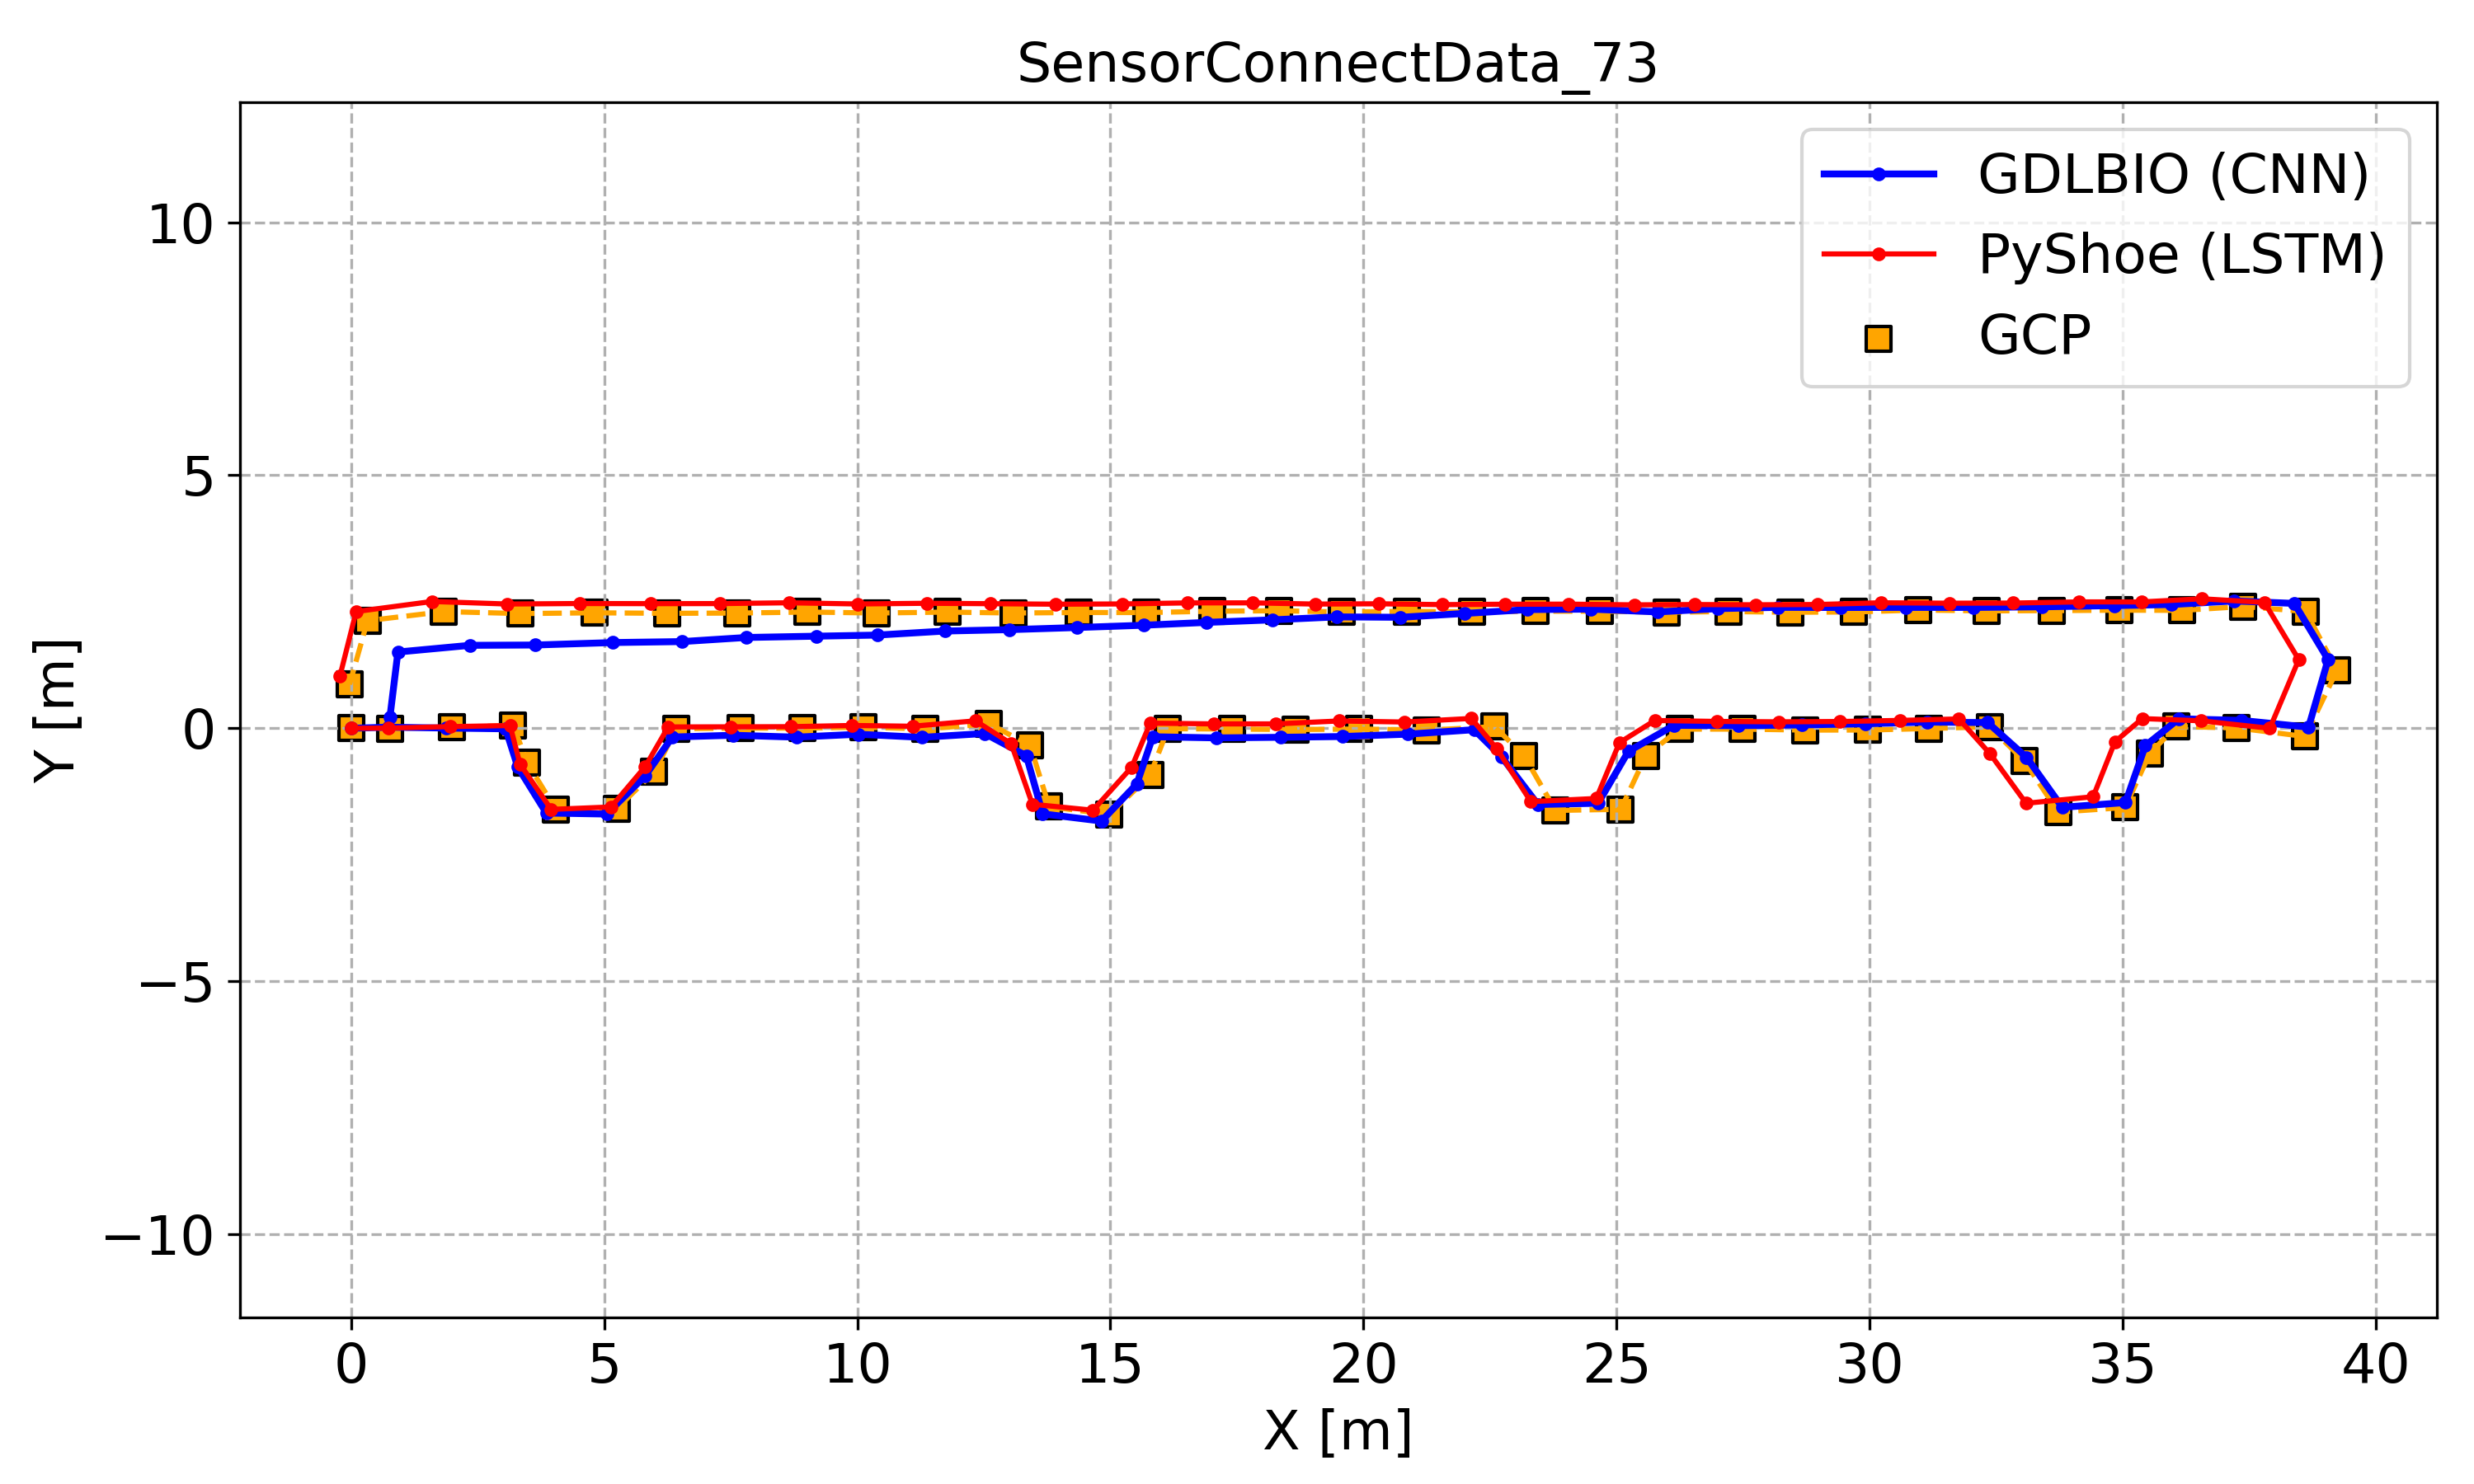 SensorConnectData_73
GDLBIO (CNN)
PyShoe (LSTM)
GCP
Y [m]
10
5
0
−5
−10
0 5 10 15 20 25 30 35 40
X [m]